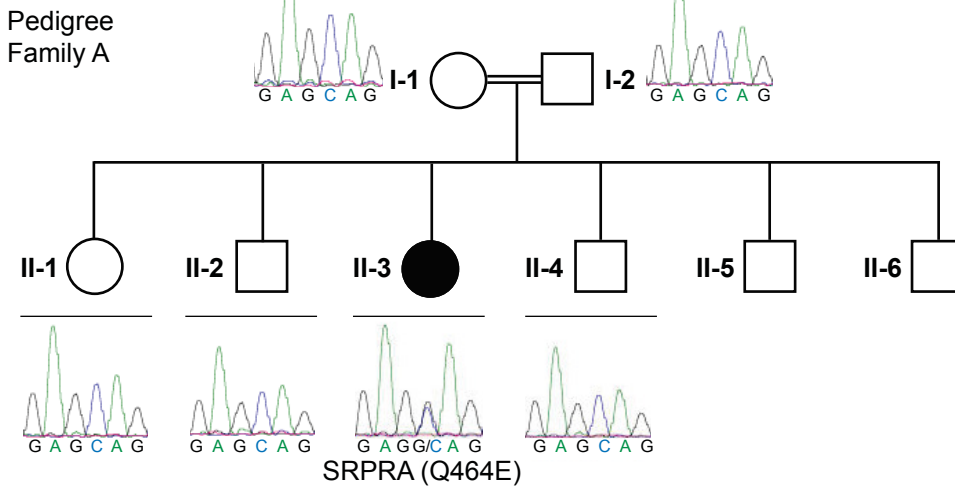 Pedigree
Family A
I-1
I-2
G A G C A G
G A G C A G
II-1
II-2
II-3
II-4
II-5
II-6
G A G C A G
G A G C A G
G A G G/C A G
G A G C A G
SRPRA (Q464E)